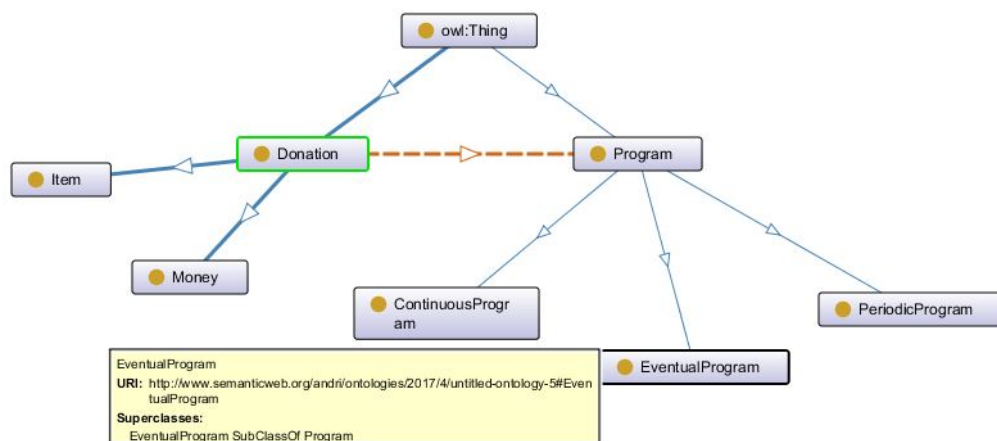 owl:Thing
Donation
Program
Item
Money
ContinuousProgr
am
PeriodicProgram
EventualProgram
EventualProgram
URI: http://www.semanticweb.org/andri/ontologies/2017/4/untitled-ontology-5#Even
tualProgram
Superclasses:
EventualProgram SubClassOf Program